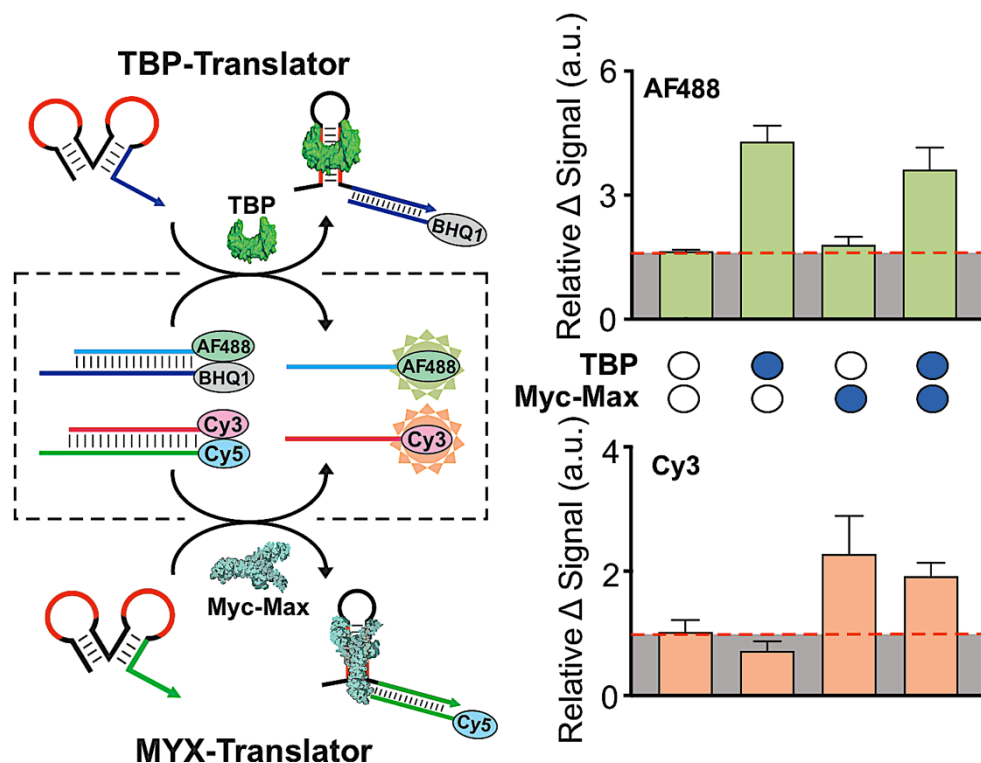 TBP-Translator
TBP
BHQ1
AF488
BHQ1
AF488
Cy3
Cy5
Cy3
Myc-Max
Cy5
MYX-Translator
Relative Δ Signal (a.u.)
6
3
0
AF488
TBP
Myc-Max
Relative Δ Signal (a.u.)
4
2
0
Cy3